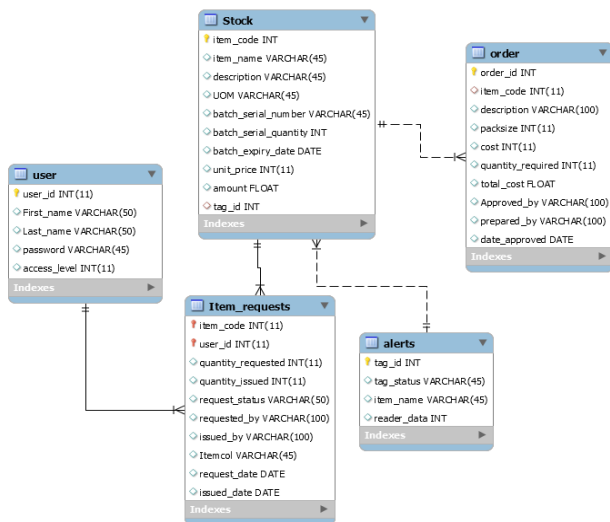 Stock
item_code INT
item_name VARCHAR(45)
description VARCHAR(45)
UOM VARCHAR(45)
batch_serial_number VARCHAR(45)
batch_serial_quantity INT
batch_expiry_date DATE
unit_price INT(11)
amount FLOAT
tag_id INT
Indexes
order
order_id INT
item_code INT(11)
description VARCHAR(100)
packsize INT(11)
cost INT(11)
quantity_required INT(11)
total_cost FLOAT
Approved_by VARCHAR(100)
prepared_by VARCHAR(100)
date_approved DATE
Indexes
user
user_id INT(11)
First_name VARCHAR(50)
Last_name VARCHAR(50)
password VARCHAR(45)
access_level INT(11)
Indexes
Item_requests
item_code INT(11)
user_id INT(11)
quantity_requested INT(11)
quantity_issued INT(11)
request_status VARCHAR(50)
requested_by VARCHAR(100)
issued_by VARCHAR(100)
Itemcol VARCHAR(45)
request_date DATE
issued_date DATE
Indexes
alerts
tag_id INT
tag_status VARCHAR(45)
item_name VARCHAR(45)
reader_data INT
Indexes